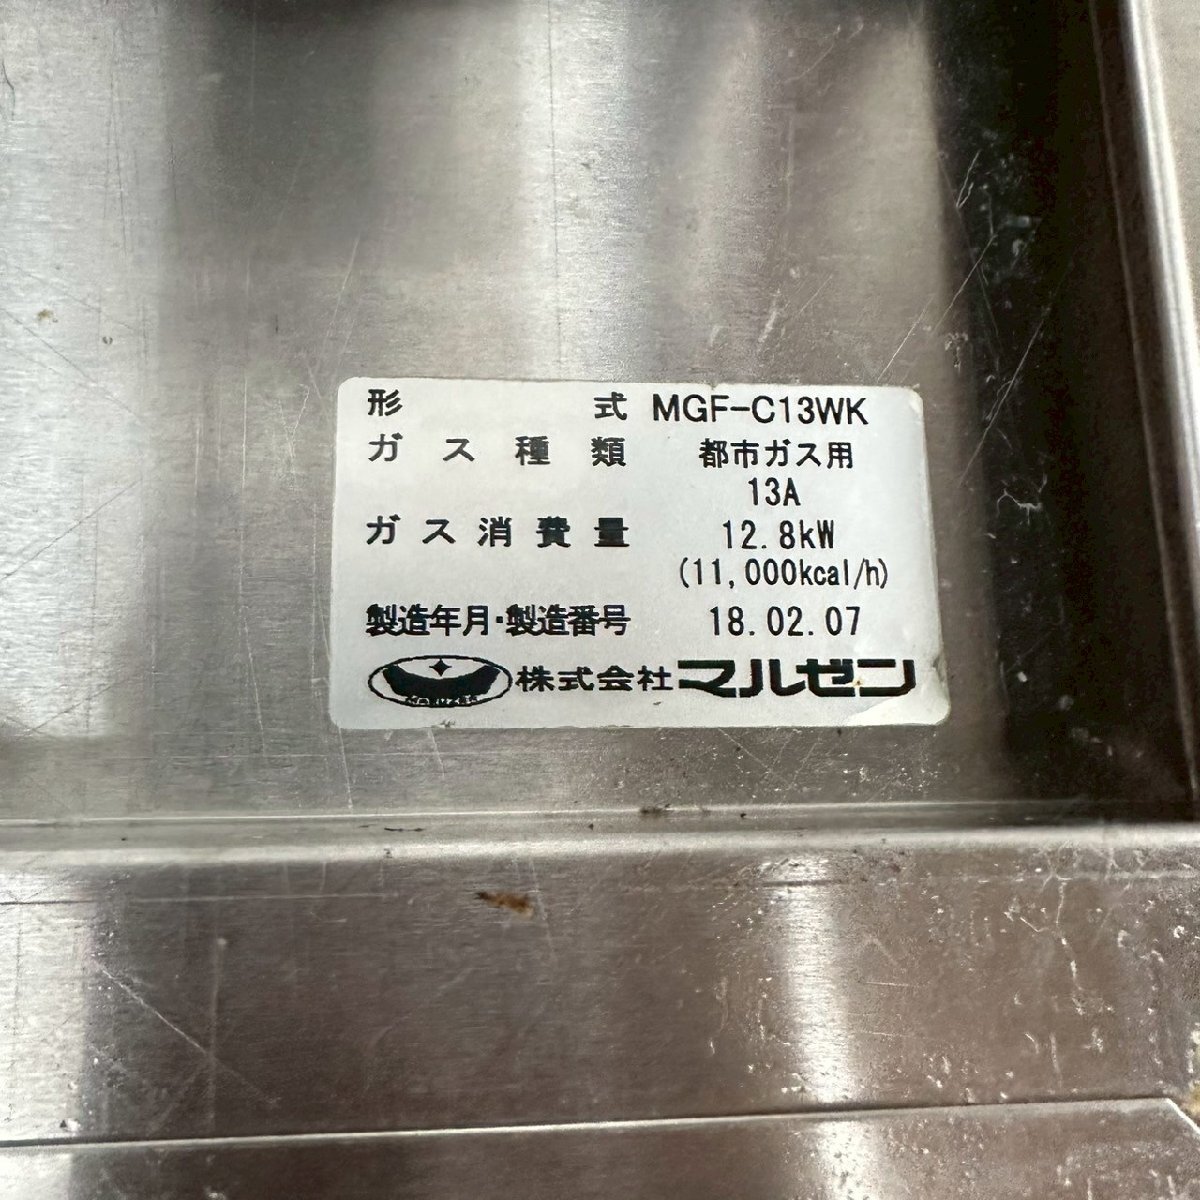 形式 MGF-C13WK
ガス種類 都市ガス用
13A
ガス消費量 12.8kW
(11,000kcal/h)
製造年月・製造番号 18.02.07
MARUZEN 株式会社マルゼン